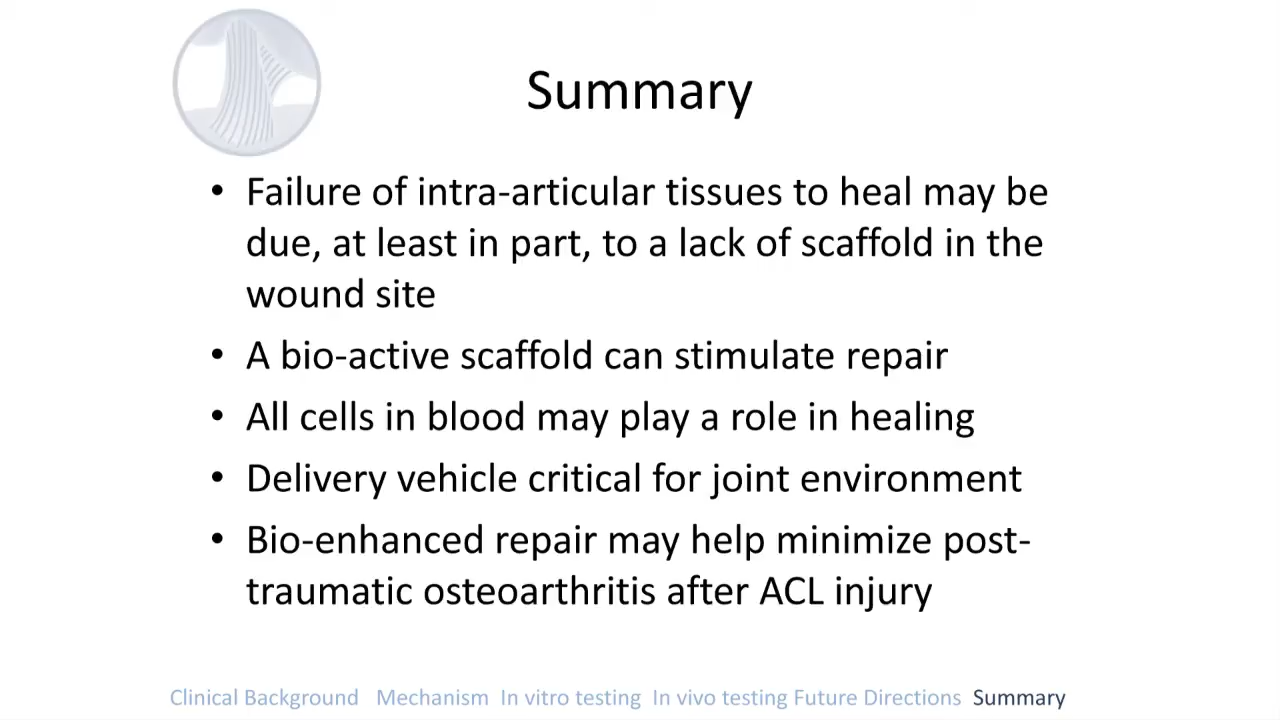 Summary
• Failure of intra-articular tissues to heal may be
due, at least in part, to a lack of scaffold in the
wound site
• A bio-active scaffold can stimulate repair
• All cells in blood may play a role in healing
• Delivery vehicle critical for joint environment
• Bio-enhanced repair may help minimize post-
traumatic osteoarthritis after ACL injury
Clinical Background Mechanism In vitro testing In vivo testing Future Directions Summary